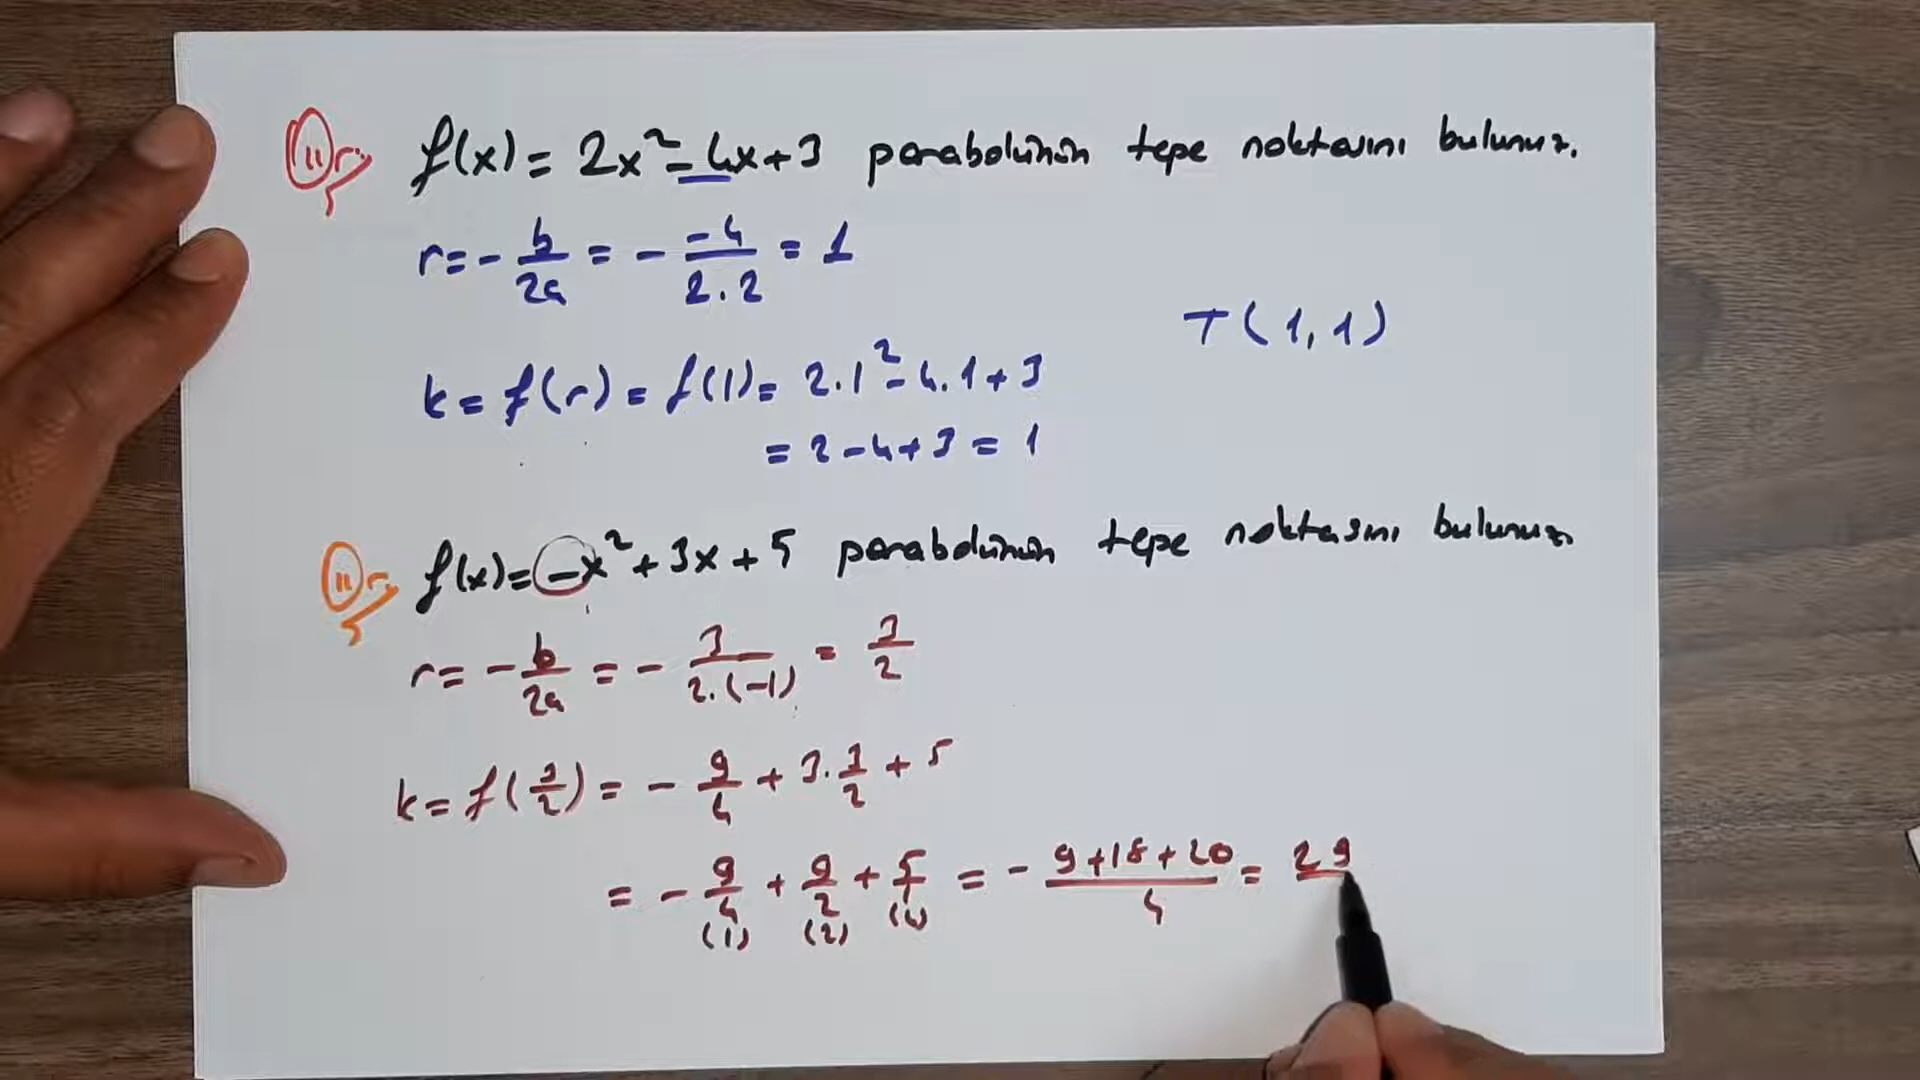 Ör f(x) = 2x² - 4x + 3 parabolünün tepe noktasını bulunuz.
r = - b/2a = - -4/2.2 = 1
T(1,1)
k = f(r) = f(1) = 2.1² - 4.1 + 3
= 2 - 4 + 3 = 1
Ör f(x) = -x² + 3x + 5 parabolünün tepe noktasını bulunuz
r = - b/2a = - 3/2.(-1) = 3/2
k = f(3/2) = - 9/4 + 3.3/2 + 5
= - 9/4 + 9/2 + 5/1 = - 9+18+20/4 = 29
(1) (2) (4)